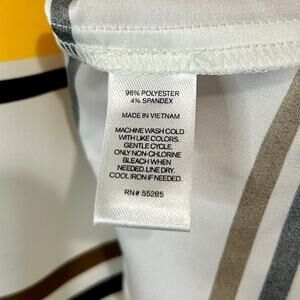 96% POLYESTER
4% SPANDEX
MADE IN VIETNAM
MACHINE WASH COLD
WITH LIKE COLORS.
GENTLE CYCLE.
ONLY NON-CHLORINE
BLEACH WHEN
NEEDED. LINE DRY.
COOL IRON IF NEEDED.
RN# 55285